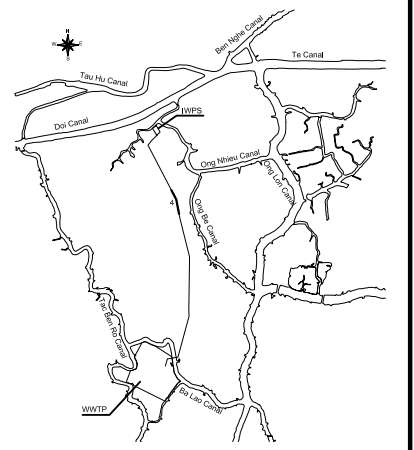 N
W E
S
Ben Nghe Canal
Te Canal
Tau Hu Canal
Doi Canal
IWPS
Ong Nhieu Canal
Ong Lon Canal
4
Ong Be Canal
Tac Ben Ro Canal
Ba Lao Canal
WWTP